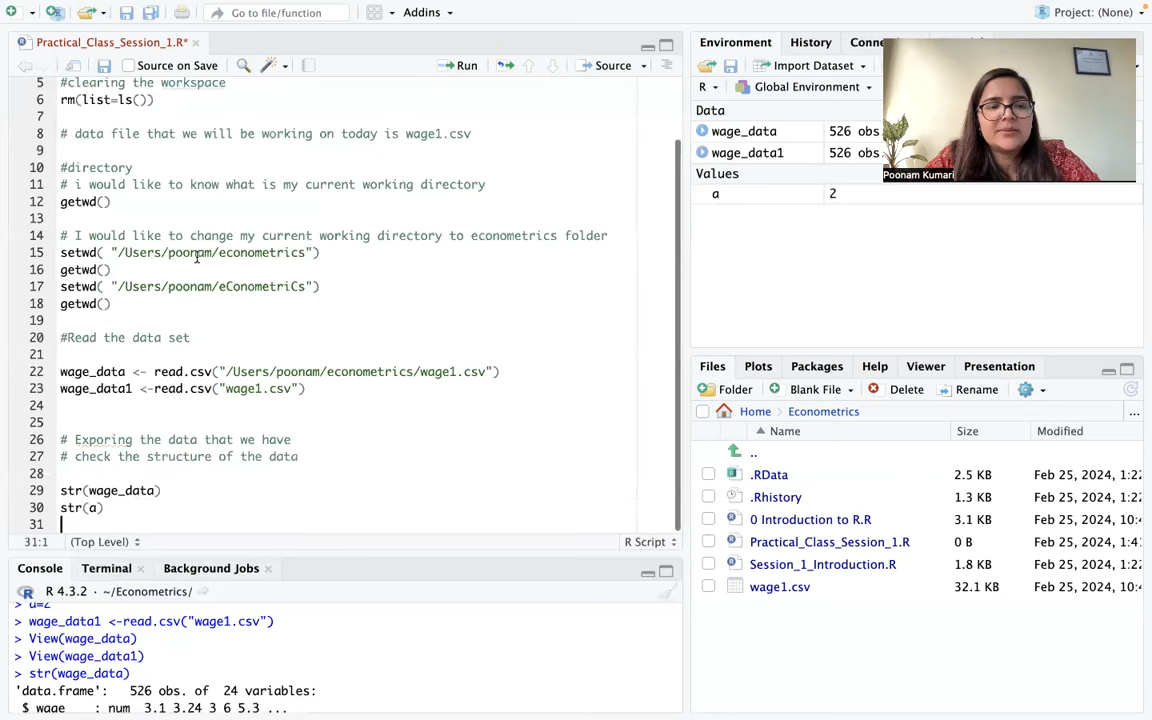 Go to file/function
Addins
Project: (None)
Practical_Class_Session_1.R*
Source on Save
Run
Source
5 #clearing the workspace
6 rm(list=ls())
7
8 # data file that we will be working on today is wage1.csv
9
10 #directory
11 # i would like to know what is my current working directory
12 getwd()
13
14 # I would like to change my current working directory to econometrics folder
15 setwd( "/Users/poonam/econometrics")
16 getwd()
17 setwd( "/Users/poonam/eConometriCs")
18 getwd()
19
20 #Read the data set
21
22 wage_data <- read.csv("/Users/poonam/econometrics/wage1.csv")
23 wage_data1 <-read.csv("wage1.csv")
24
25
26 # Exporing the data that we have
27 # check the structure of the data
28
29 str(wage_data)
30 str(a)
31
31:1 (Top Level) R Script
Console Terminal Background Jobs
R 4.3.2 · ~/Econometrics/
> a=2
> wage_data1 <-read.csv("wage1.csv")
> View(wage_data)
> View(wage_data1)
> str(wage_data)
'data.frame': 526 obs. of 24 variables:
$ wage : num 3.1 3.24 3 6 5.3 ...
Environment History Conne
Import Dataset
R Global Environment
Data
wage_data 526 obs
wage_data1 526 obs
Values
a 2
Poonam Kumari
Files Plots Packages Help Viewer Presentation
Folder Blank File Delete Rename
Home Econometrics ...
Name Size Modified
..
.RData 2.5 KB Feb 25, 2024, 1:22
.Rhistory 1.3 KB Feb 25, 2024, 1:22
0 Introduction to R.R 3.1 KB Feb 25, 2024, 10:4
Practical_Class_Session_1.R 0 B Feb 25, 2024, 1:41
Session_1_Introduction.R 1.8 KB Feb 25, 2024, 1:22
wage1.csv 32.1 KB Feb 25, 2024, 10:4